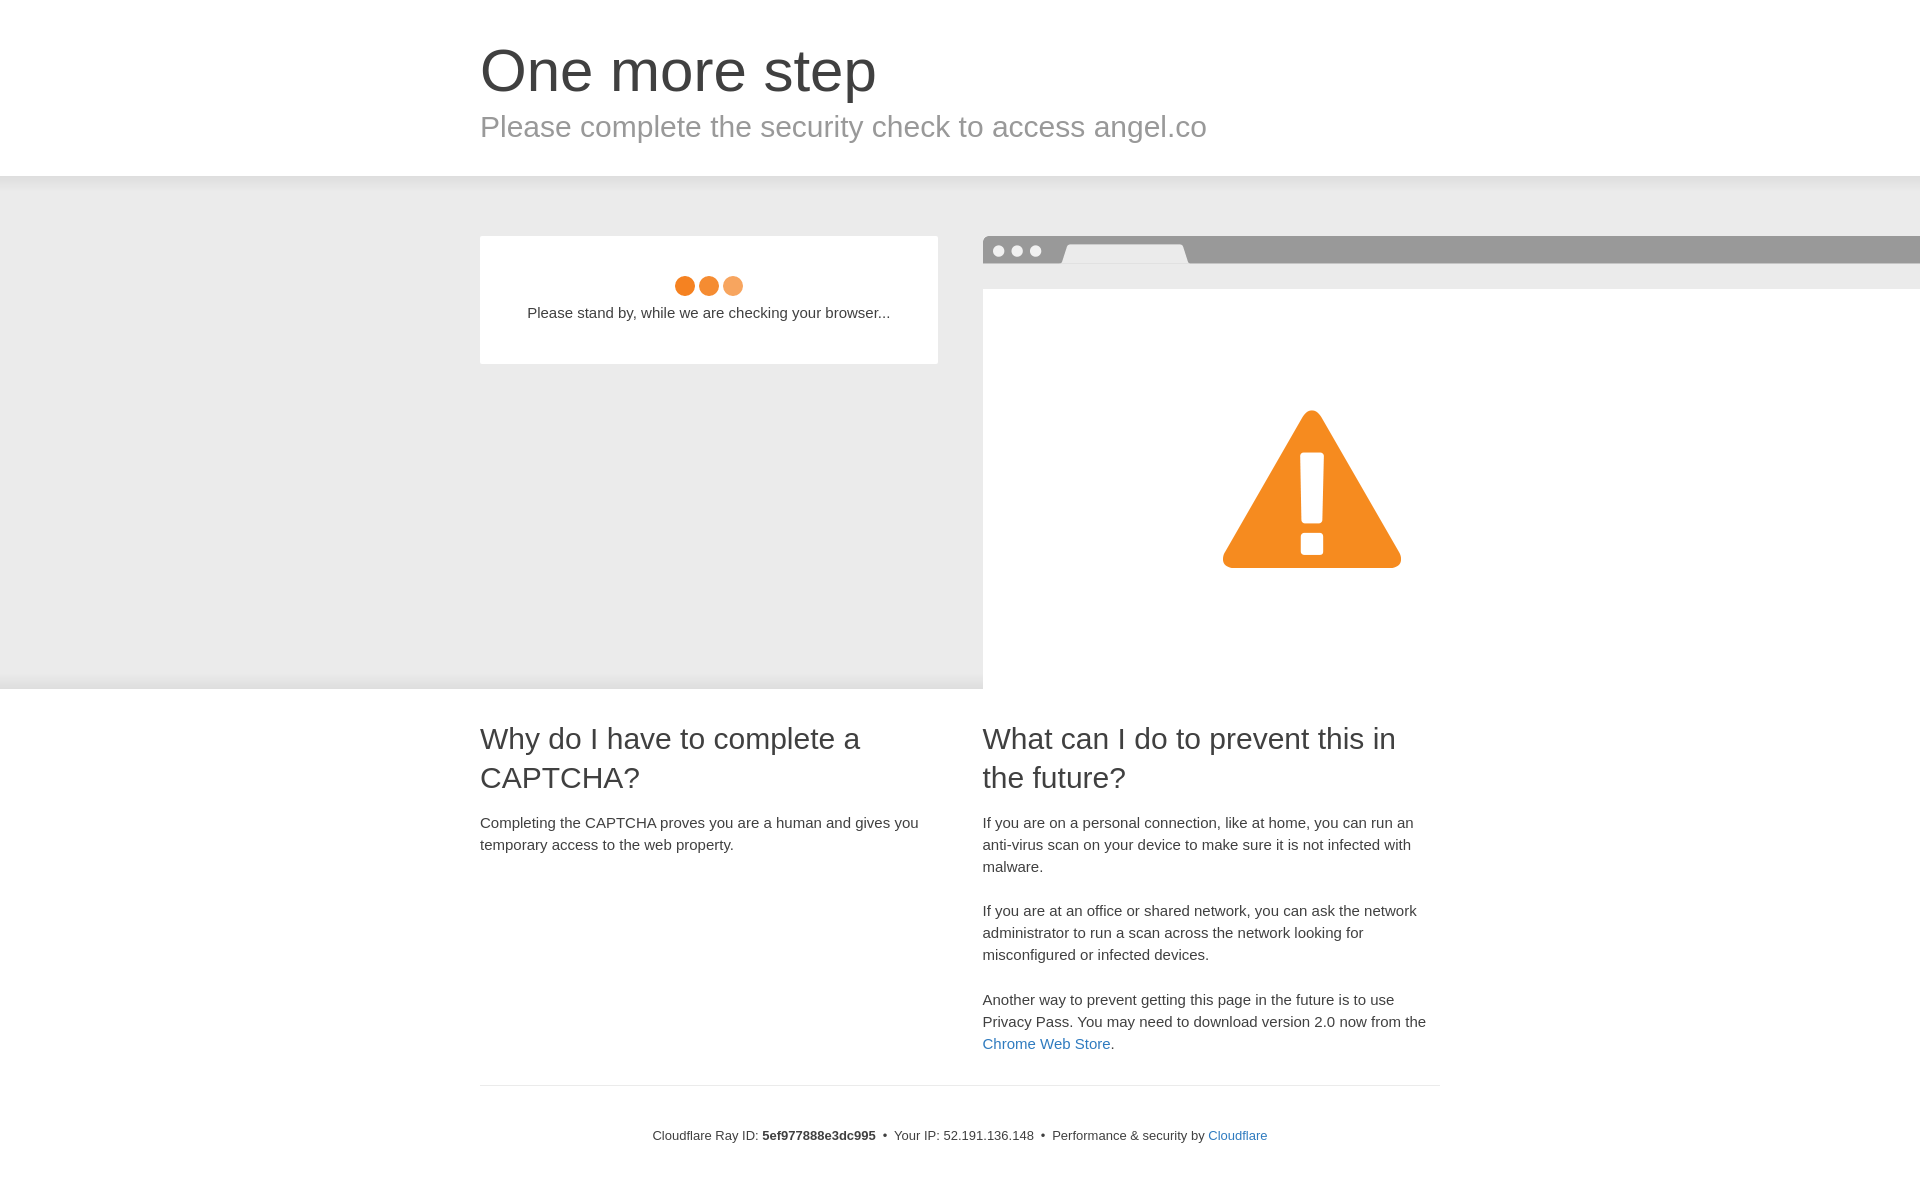 One more step
Please complete the security check to access angel.co
Please stand by, while we are checking your browser...
Why do I have to complete a
CAPTCHA?
Completing the CAPTCHA proves you are a human and gives you
temporary access to the web property.
What can I do to prevent this in
the future?
If you are on a personal connection, like at home, you can run an
anti-virus scan on your device to make sure it is not infected with
malware.
If you are at an office or shared network, you can ask the network
administrator to run a scan across the network looking for
misconfigured or infected devices.
Another way to prevent getting this page in the future is to use
Privacy Pass. You may need to download version 2.0 now from the
Chrome Web Store.
Cloudflare Ray ID: 5ef977888e3dc995 • Your IP: 52.191.136.148 • Performance & security by Cloudflare